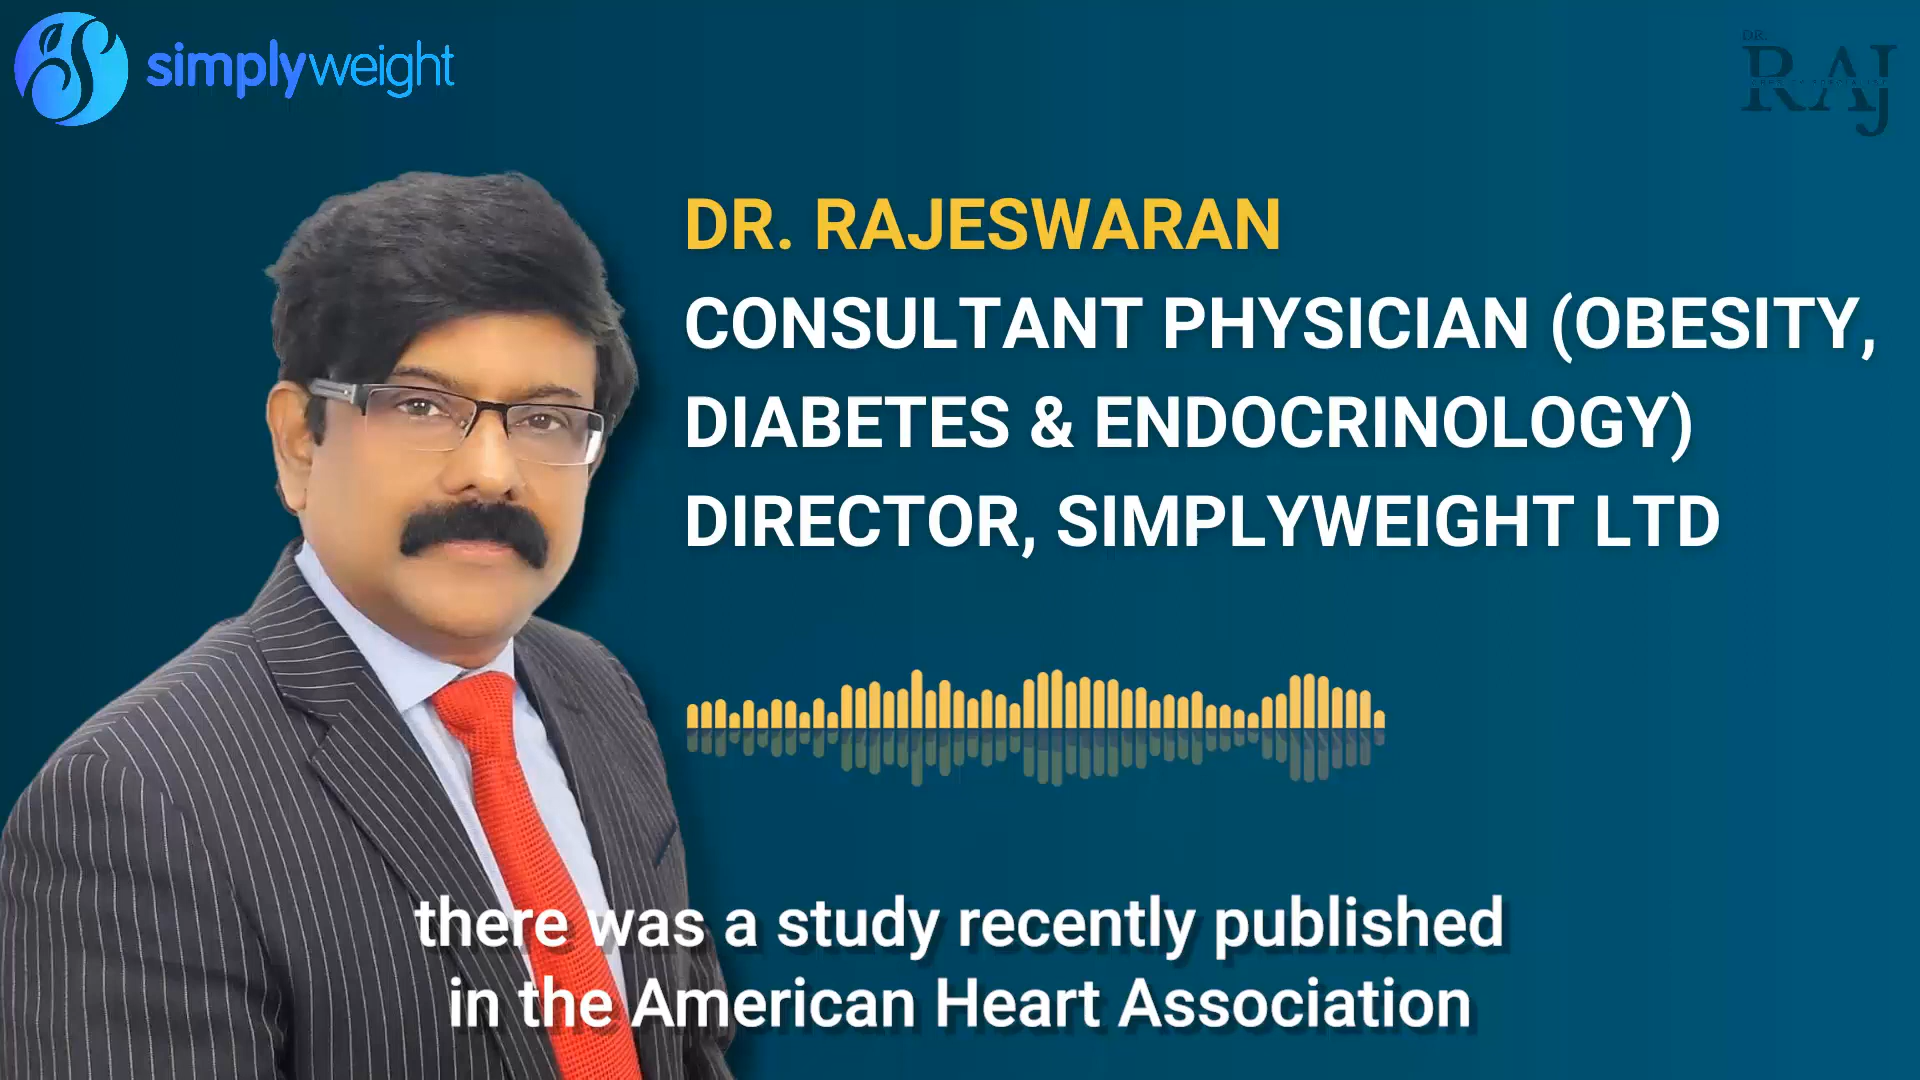 simplyweight
DR.
RAJ
DR. RAJESWARAN
CONSULTANT PHYSICIAN (OBESITY,
DIABETES & ENDOCRINOLOGY)
DIRECTOR, SIMPLYWEIGHT LTD
there was a study recently published
in the American Heart Association